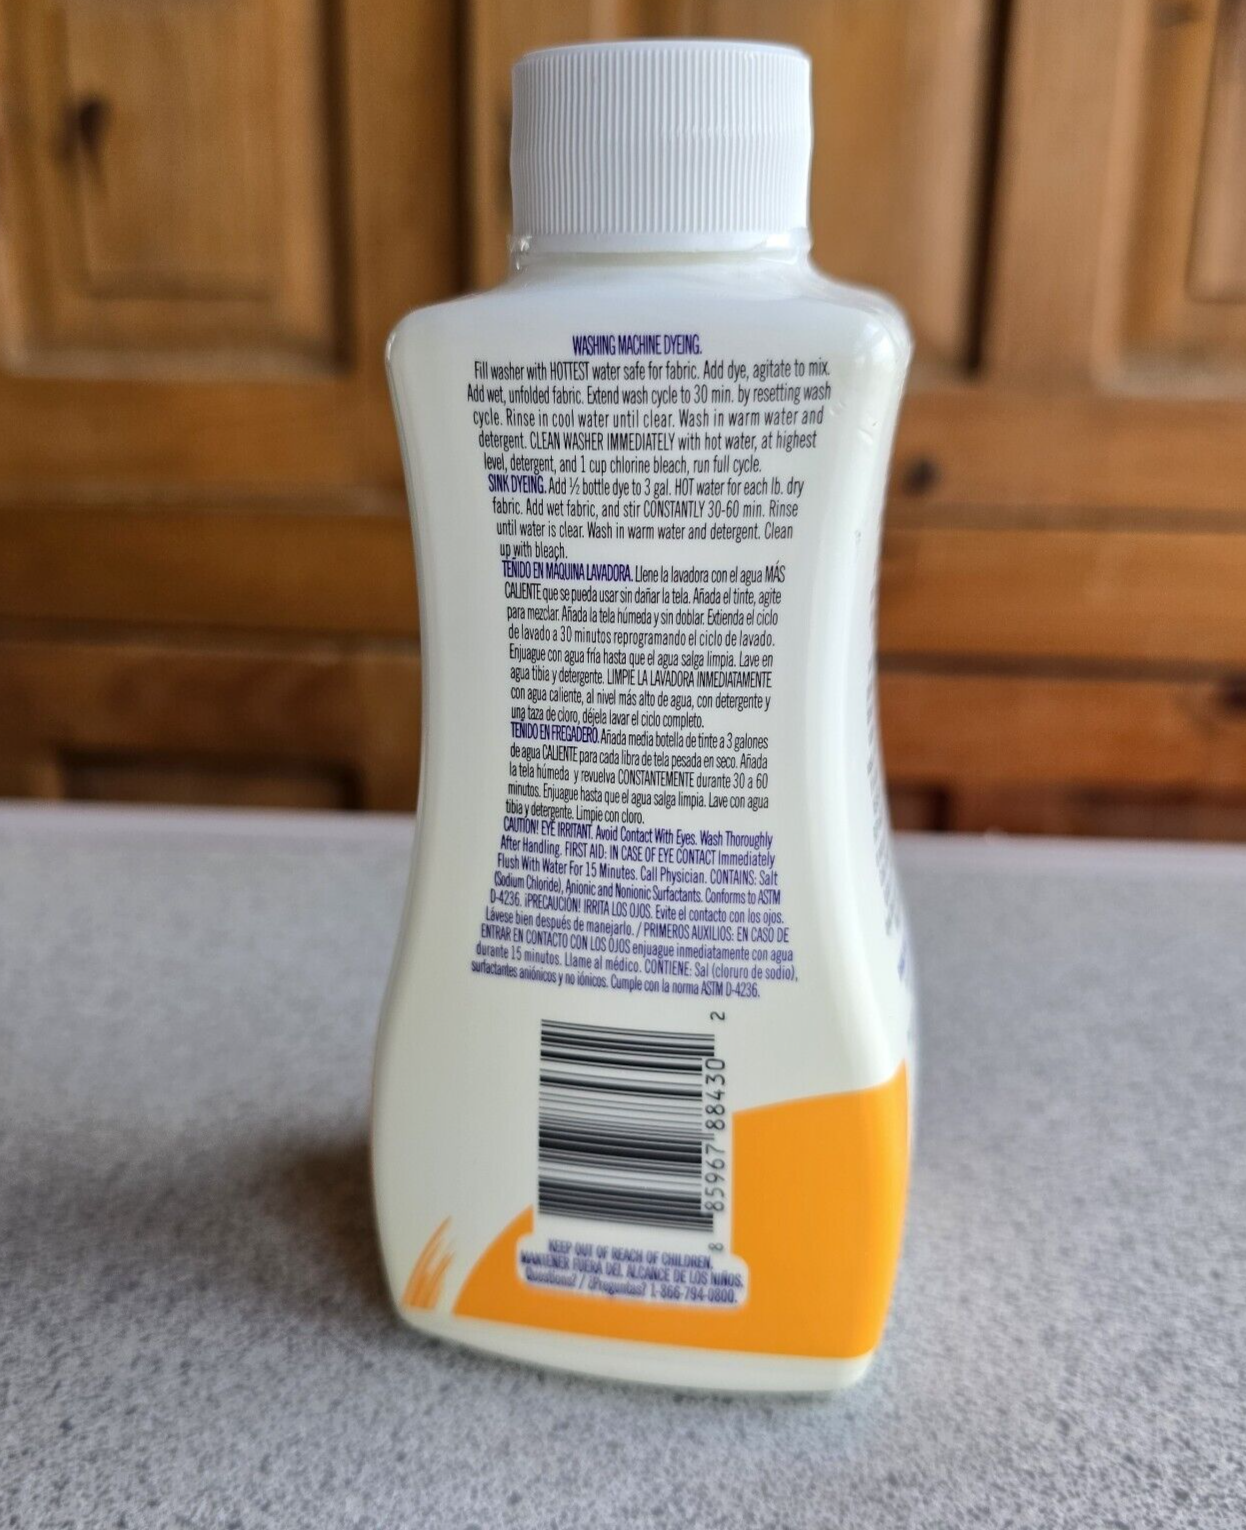 WASHING MACHINE DYEING.
Fill washer with HOTTEST water safe for fabric. Add dye, agitate to mix.
Add wet, unfolded fabric. Extend wash cycle to 30 min. by resetting wash
cycle. Rinse in cool water until clear. Wash in warm water and
detergent. CLEAN WASHER IMMEDIATELY with hot water, at highest
level, detergent, and 1 cup chlorine bleach, run full cycle.
SINK DYEING. Add ½ bottle dye to 3 gal. HOT water for each lb. dry
fabric. Add wet fabric, and stir CONSTANTLY 30-60 min. Rinse
until water is clear. Wash in warm water and detergent. Clean
up with bleach.
TEÑIDO EN MÁQUINA LAVADORA. Llene la lavadora con el agua MÁS
CALIENTE que se pueda usar sin dañar la tela. Añada el tinte, agite
para mezclar. Añada la tela húmeda y sin doblar. Extienda el ciclo
de lavado a 30 minutos reprogramando el ciclo de lavado.
Enjuague con agua fría hasta que el agua salga limpia. Lave en
agua tibia y detergente. LIMPIE LA LAVADORA INMEDIATAMENTE
con agua caliente, al nivel más alto de agua, con detergente y
una taza de cloro, déjela lavar el ciclo completo.
TEÑIDO EN FREGADERO. Añada media botella de tinte a 3 galones
de agua CALIENTE para cada libra de tela pesada en seco. Añada
la tela húmeda y revuelva CONSTANTEMENTE durante 30 a 60
minutos. Enjuague hasta que el agua salga limpia. Lave con agua
tibia y detergente. Limpie con cloro.
CAUTION! EYE IRRITANT. Avoid Contact With Eyes. Wash Thoroughly
After Handling. FIRST AID: IN CASE OF EYE CONTACT Immediately
Flush With Water For 15 Minutes. Call Physician. CONTAINS: Salt
(Sodium Chloride), Anionic and Nonionic Surfactants. Conforms to ASTM
D-4236. ¡PRECAUCIÓN! IRRITA LOS OJOS. Evite el contacto con los ojos.
Lávese bien después de manejarlo. / PRIMEROS AUXILIOS: EN CASO DE
ENTRAR EN CONTACTO CON LOS OJOS enjuague inmediatamente con agua
durante 15 minutos. Llame al médico. CONTIENE: Sal (cloruro de sodio),
surfactantes aniónicos y no iónicos. Cumple con la norma ASTM D-4236.
8 85967 88430 2
KEEP OUT OF REACH OF CHILDREN.
MANTENER FUERA DEL ALCANCE DE LOS NIÑOS.
Questions? / ¿Preguntas? 1-866-794-0800.